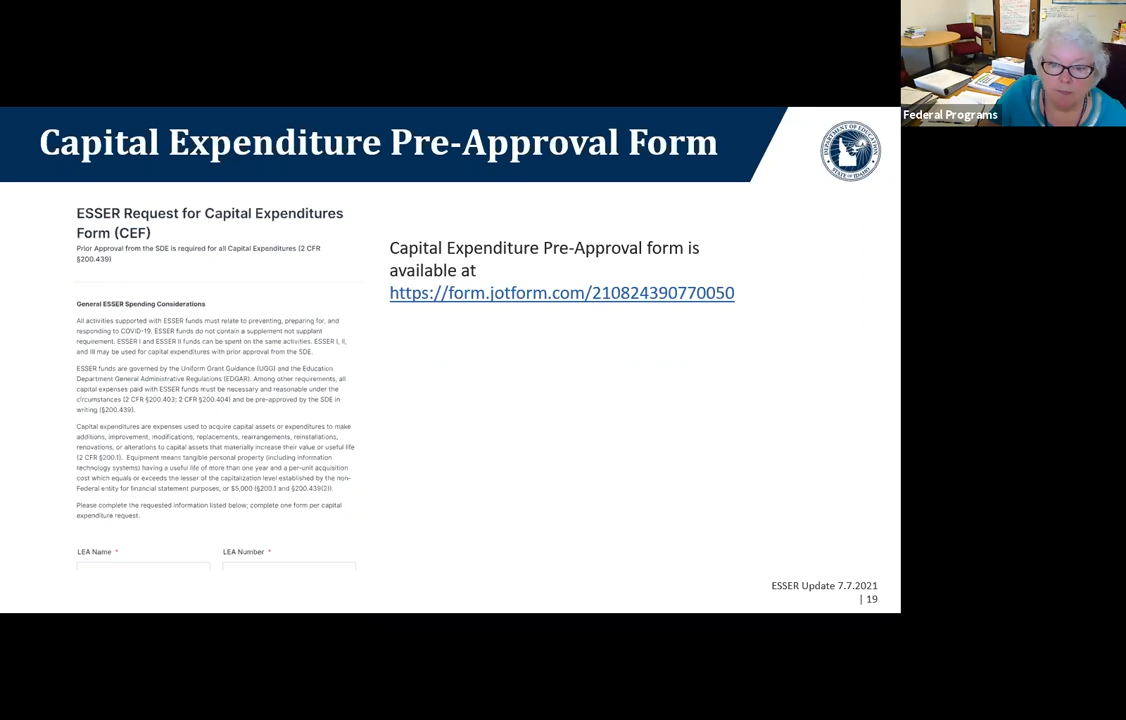 Federal Programs
Capital Expenditure Pre-Approval Form
DEPARTMENT OF EDUCATION
STATE OF IDAHO
ESSER Request for Capital Expenditures
Form (CEF)
Prior Approval from the SDE is required for all Capital Expenditures (2 CFR
§200.439)
General ESSER Spending Considerations
All activities supported with ESSER funds must relate to preventing, preparing for, and
responding to COVID-19. ESSER funds do not contain a supplement not supplant
requirement. ESSER I and ESSER II funds can be spent on the same activities. ESSER I, II,
and III may be used for capital expenditures with prior approval from the SDE.
ESSER funds are governed by the Uniform Grant Guidance (UGG) and the Education
Department General Administrative Regulations (EDGAR). Among other requirements, all
capital expenses paid with ESSER funds must be necessary and reasonable under the
circumstances (2 CFR §200.403; 2 CFR §200.404) and be pre-approved by the SDE in
writing (§200.439).
Capital expenditures are expenses used to acquire capital assets or expenditures to make
additions, improvement, modifications, replacements, rearrangements, reinstallations,
renovations, or alterations to capital assets that materially increase their value or useful life
(2 CFR §200.1). Equipment means tangible personal property (including information
technology systems) having a useful life of more than one year and a per-unit acquisition
cost which equals or exceeds the lesser of the capitalization level established by the non-
Federal entity for financial statement purposes, or $5,000 (§200.1 and §200.439(2)).
Please complete the requested information listed below; complete one form per capital
expenditure request.
LEA Name *
LEA Number *
Capital Expenditure Pre-Approval form is
available at
https://form.jotform.com/210824390770050
ESSER Update 7.7.2021
| 19